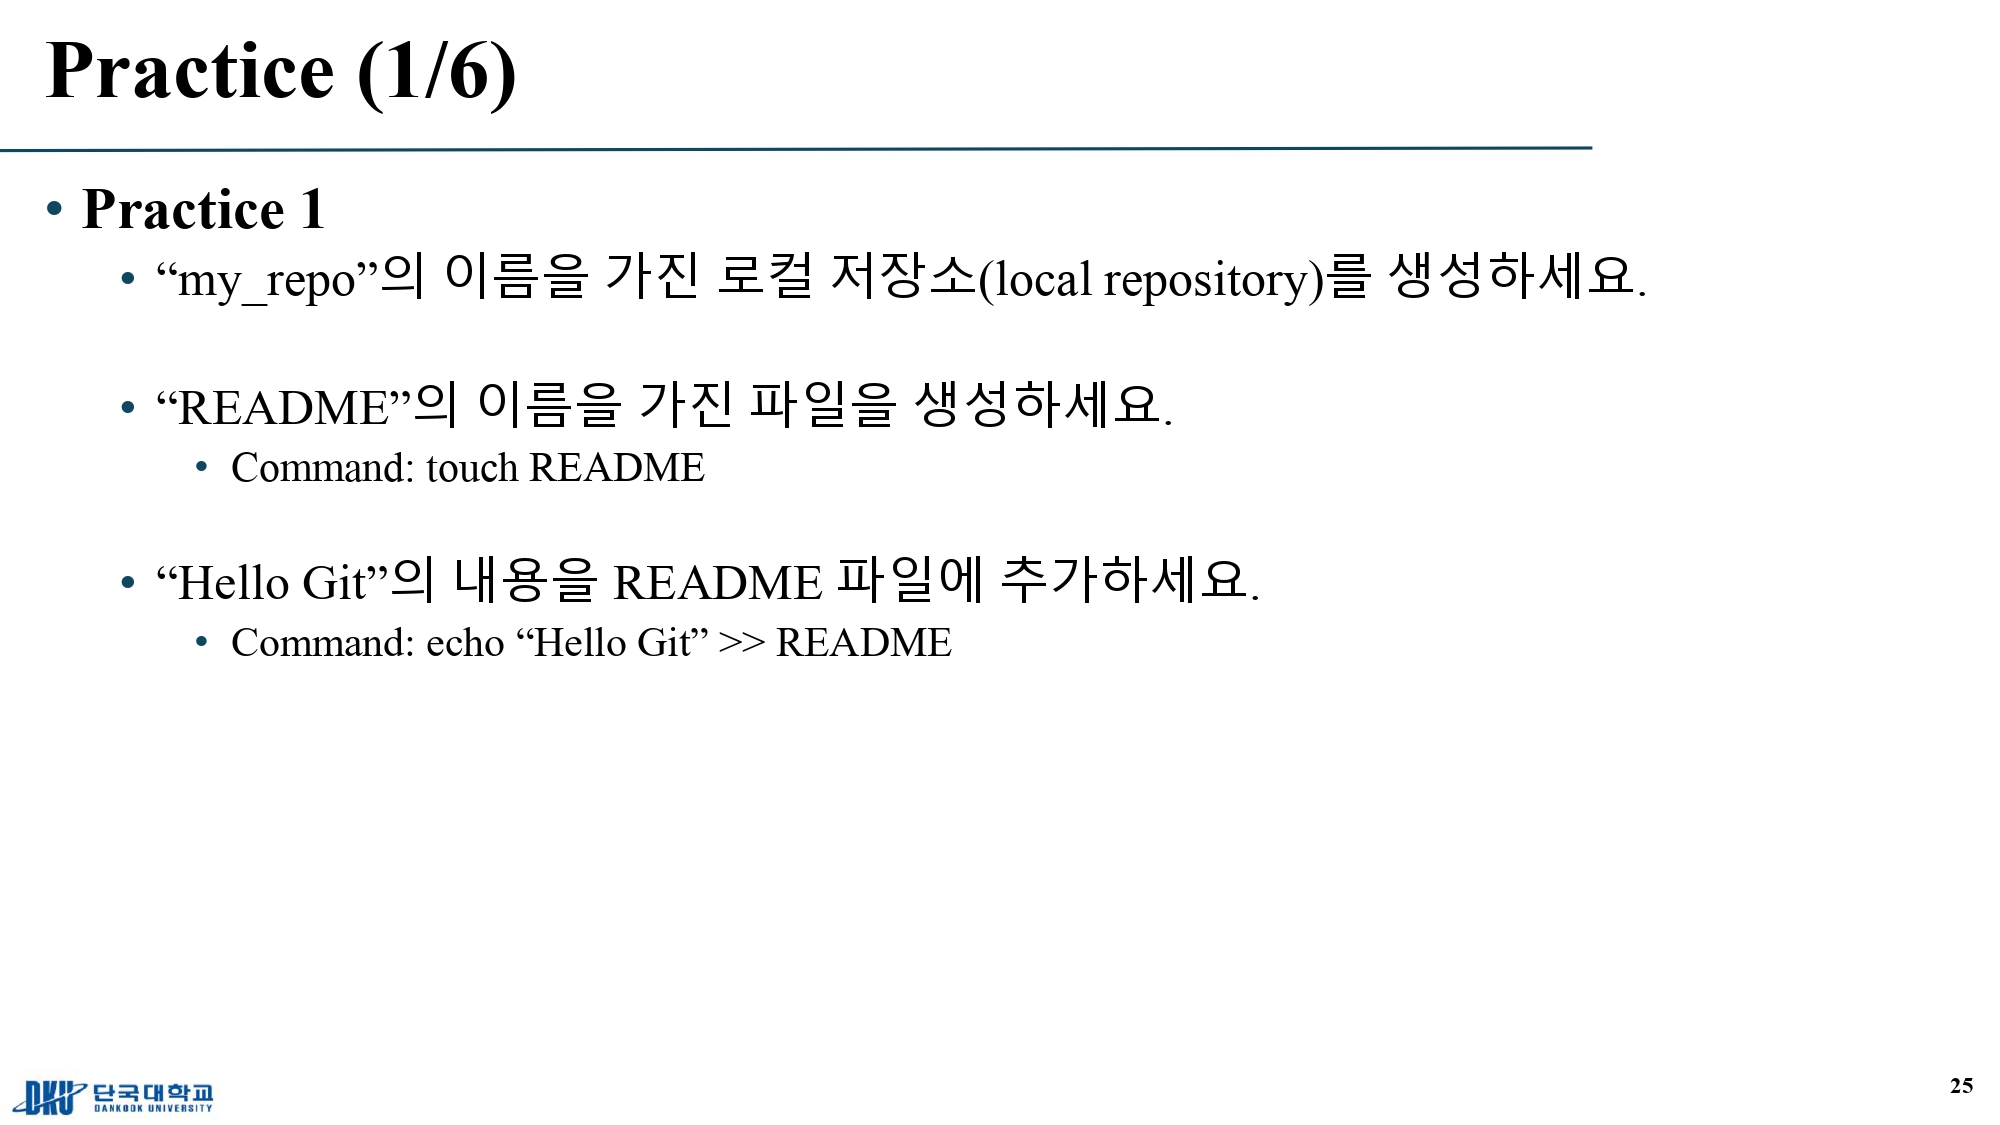 Practice (1/6)
• Practice 1
• “my_repo”의 이름을 가진 로컬 저장소(local repository)를 생성하세요.
• “README”의 이름을 가진 파일을 생성하세요.
• Command: touch README
• “Hello Git”의 내용을 README 파일에 추가하세요.
• Command: echo “Hello Git” >> README
DKU 단국대학교
DANKOOK UNIVERSITY
25